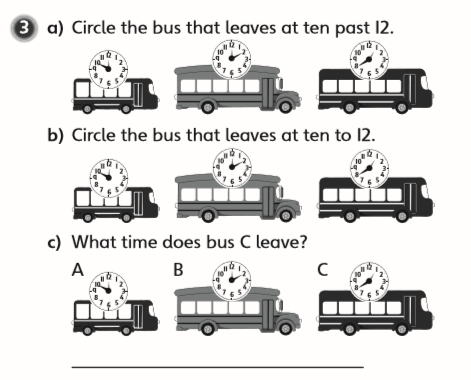 3 a) Circle the bus that leaves at ten past 12.
b) Circle the bus that leaves at ten to 12.
c) What time does bus C leave?
A B C